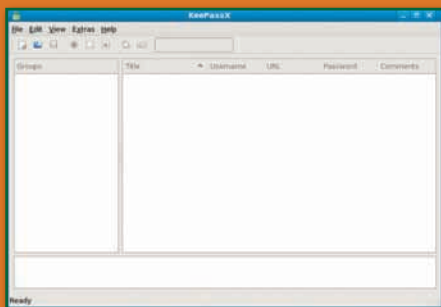 KeePassX
File Edit View Extras Help
Groups
Title Username URL Password Comments
Ready